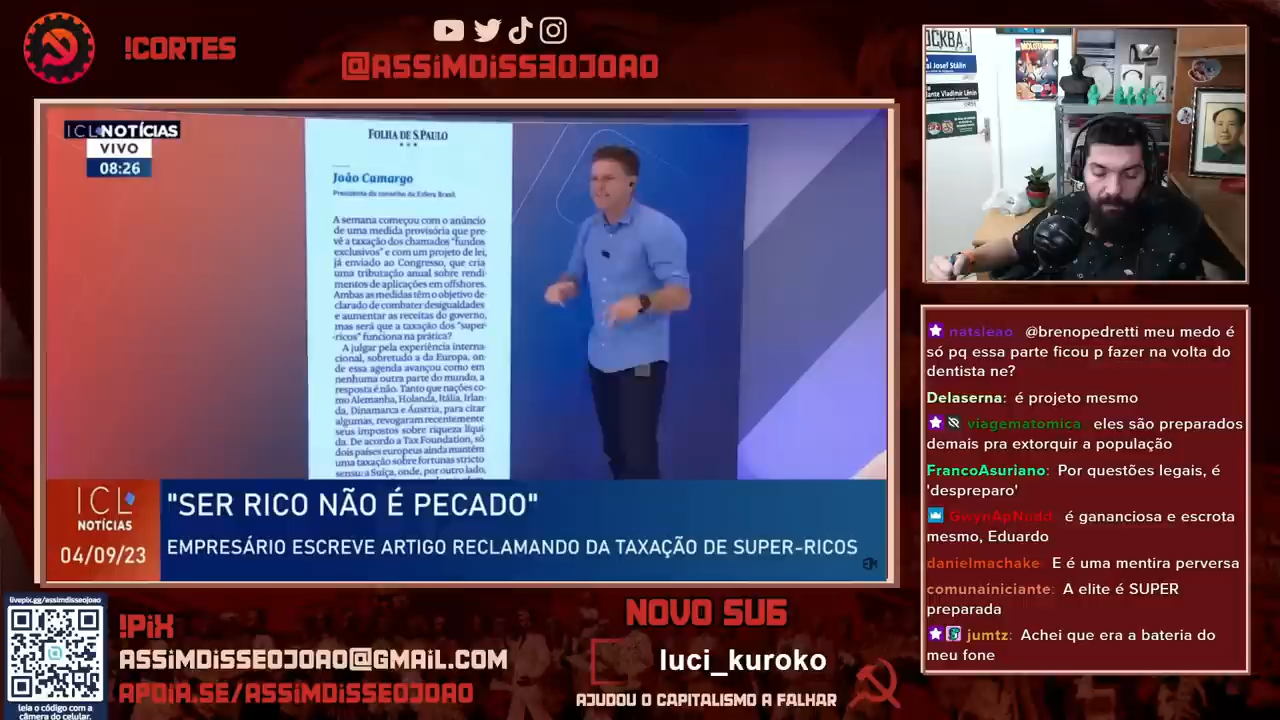 !CORTES
@ASSIMDISSEOJOAO
ICL NOTÍCIAS
VIVO
08:26
FOLHA DE S.PAULO
João Camargo
Presidente do conselho da Esfera Brasil
A semana começou com o anúncio
de uma medida provisória que pre-
vê a taxação dos chamados "fundos
exclusivos" e com um projeto de lei,
já enviado ao Congresso, que cria
uma tributação anual sobre rendi-
mentos de aplicações em offshores.
Ambas as medidas têm o objetivo de-
clarado de combater desigualdades
e aumentar as receitas do governo,
mas será que a taxação dos "super-
-ricos" funciona na prática?
A julgar pela experiência interna-
cional, sobretudo a da Europa, on-
de essa agenda avançou como em
nenhuma outra parte do mundo, a
resposta é não. Tanto que nações co-
mo Alemanha, Holanda, Itália, Irlan-
da, Dinamarca e Áustria, para citar
algumas, revogaram recentemente
seus impostos sobre riqueza líqui-
da. De acordo a Tax Foundation, só
dois países europeus ainda mantêm
uma taxação sobre fortunas stricto
sensu: a Suíça, onde, por outro lado,
ICL
NOTÍCIAS
04/09/23
"SER RICO NÃO É PECADO"
EMPRESÁRIO ESCREVE ARTIGO RECLAMANDO DA TAXAÇÃO DE SUPER-RICOS
al Josef Stálin
lante Vladimir Lênin
natsleao @brenopedretti meu medo é
só pq essa parte ficou p fazer na volta do
dentista ne?
Delaserna: é projeto mesmo
viagematomica eles são preparados
demais pra extorquir a população
FrancoAsuriano: Por questões legais, é
'despreparo'
GwynApNudd é gananciosa e escrota
mesmo, Eduardo
danielmachake: E é uma mentira perversa
comunainiciante: A elite é SUPER
preparada
jumtz: Achei que era a bateria do
meu fone
livepix.gg/assimdisseojoao
leia o código com a
câmera do celular.
!PIX
ASSIMDISSEOJOAO@GMAIL.COM
APOIA.SE/ASSIMDISSEOJOAO
NOVO SUB
luci_kuroko
AJUDOU O CAPITALISMO A FALHAR